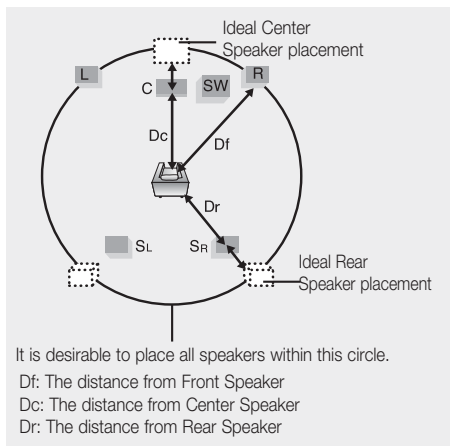 Ideal Center
Speaker placement
L
R
C
SW
Dc
Df
Dr
SL
SR
Ideal Rear
Speaker placement
It is desirable to place all speakers within this circle.
Df: The distance from Front Speaker
Dc: The distance from Center Speaker
Dr: The distance from Rear Speaker